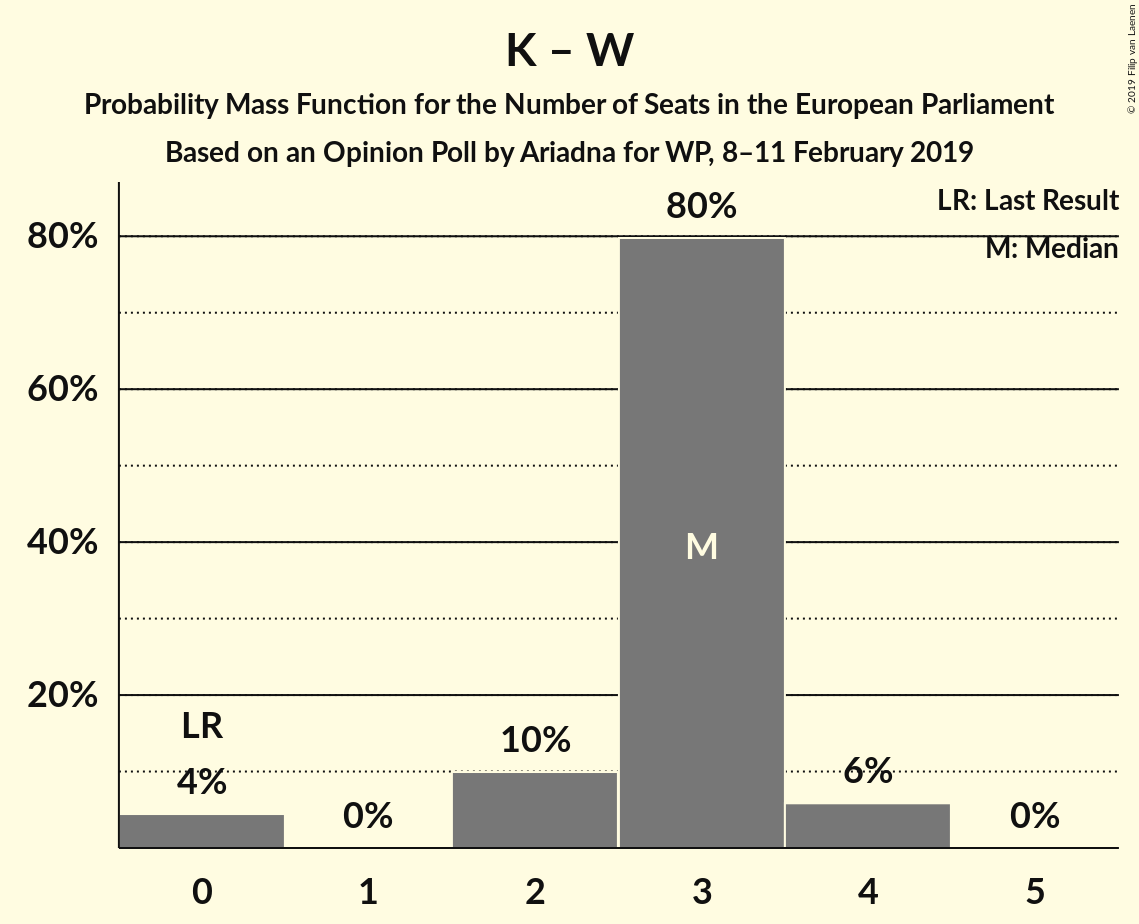 K – W
Probability Mass Function for the Number of Seats in the European Parliament
Based on an Opinion Poll by Ariadna for WP, 8–11 February 2019
© 2019 Filip van Laenen
LR: Last Result
M: Median
80%
60%
40%
20%
LR
4%
0%
10%
80%
M
6%
0%
0 1 2 3 4 5